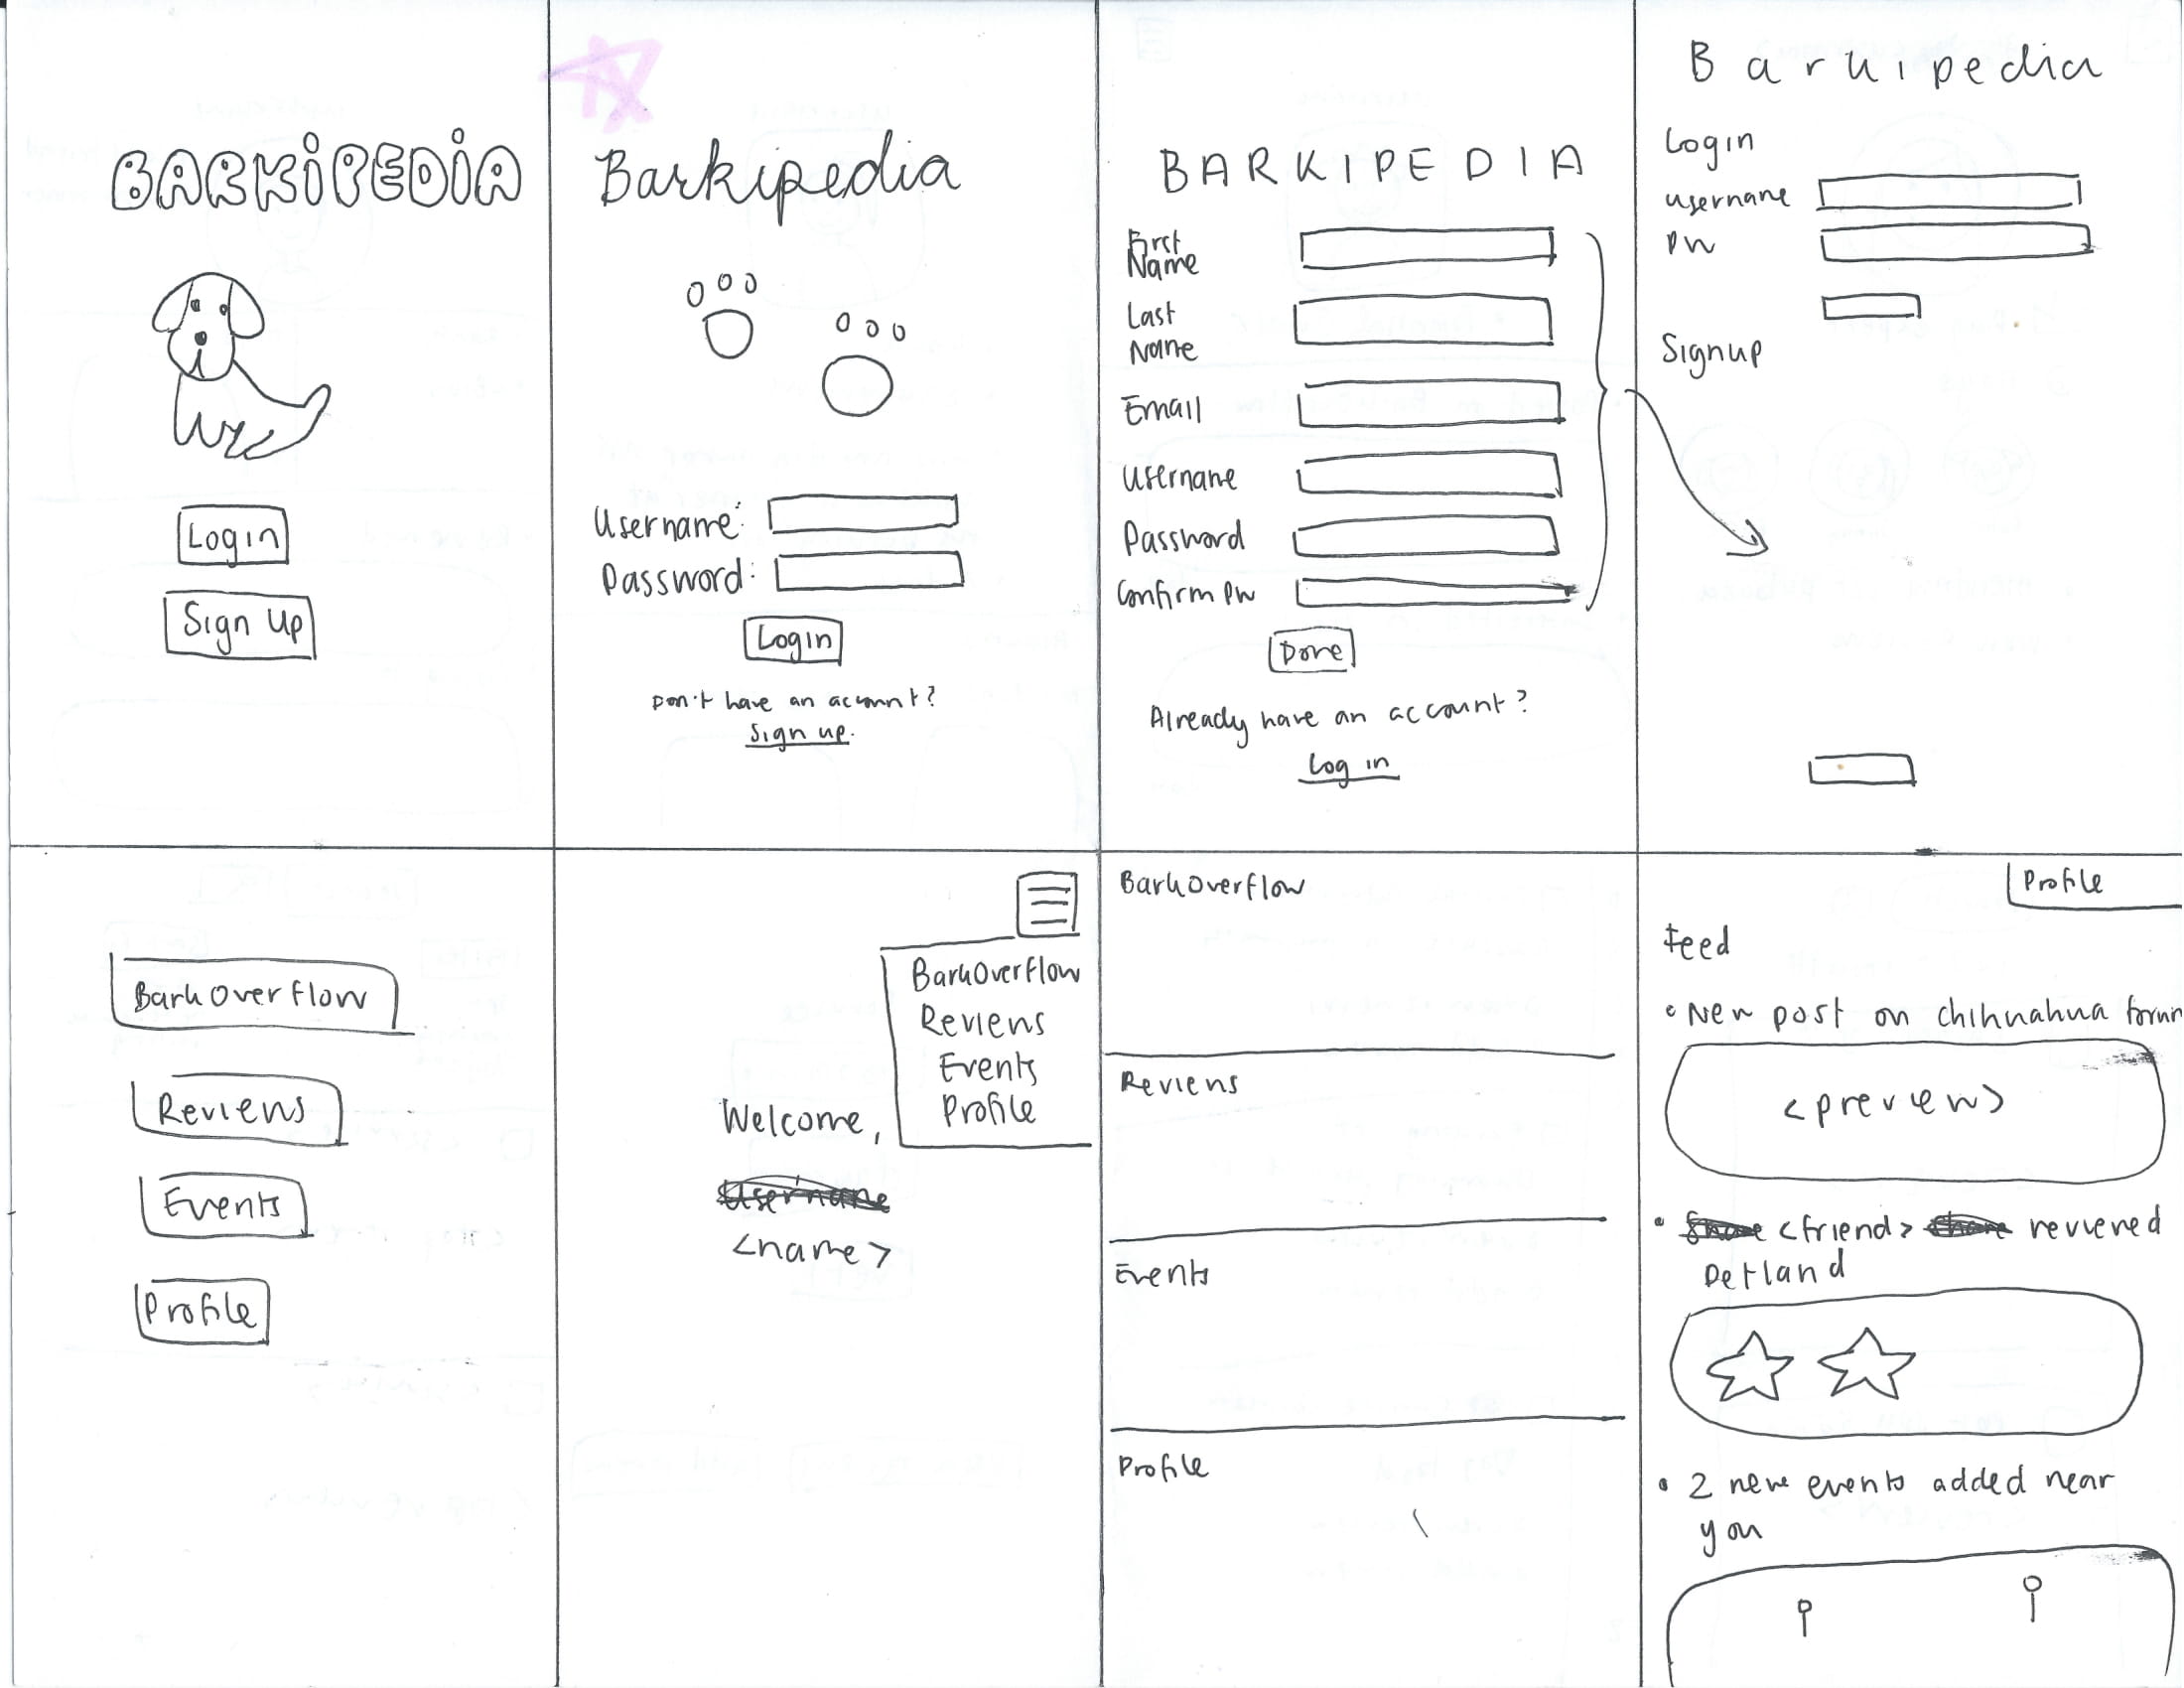 BARKIPEDIA
Login
Sign Up
Barkipedia
Username:
Password:
Login
Don't have an account?
Sign up.
BARKIPEDIA
First
Name
Last
Name
Email
Username
Password
Confirm PW
Done
Already have an account?
Log in
Barkipedia
Login
username
PW
Signup
BarkOverflow
Reviews
Events
Profile
BarkOverflow
Reviews
Events
Profile
Welcome,
Username
<name>
BarkOverflow
Reviews
Events
Profile
Profile
Feed
• New post on chihuahua forum
<preview>
• <friend> reviewed
Petland
• 2 new events added near
you